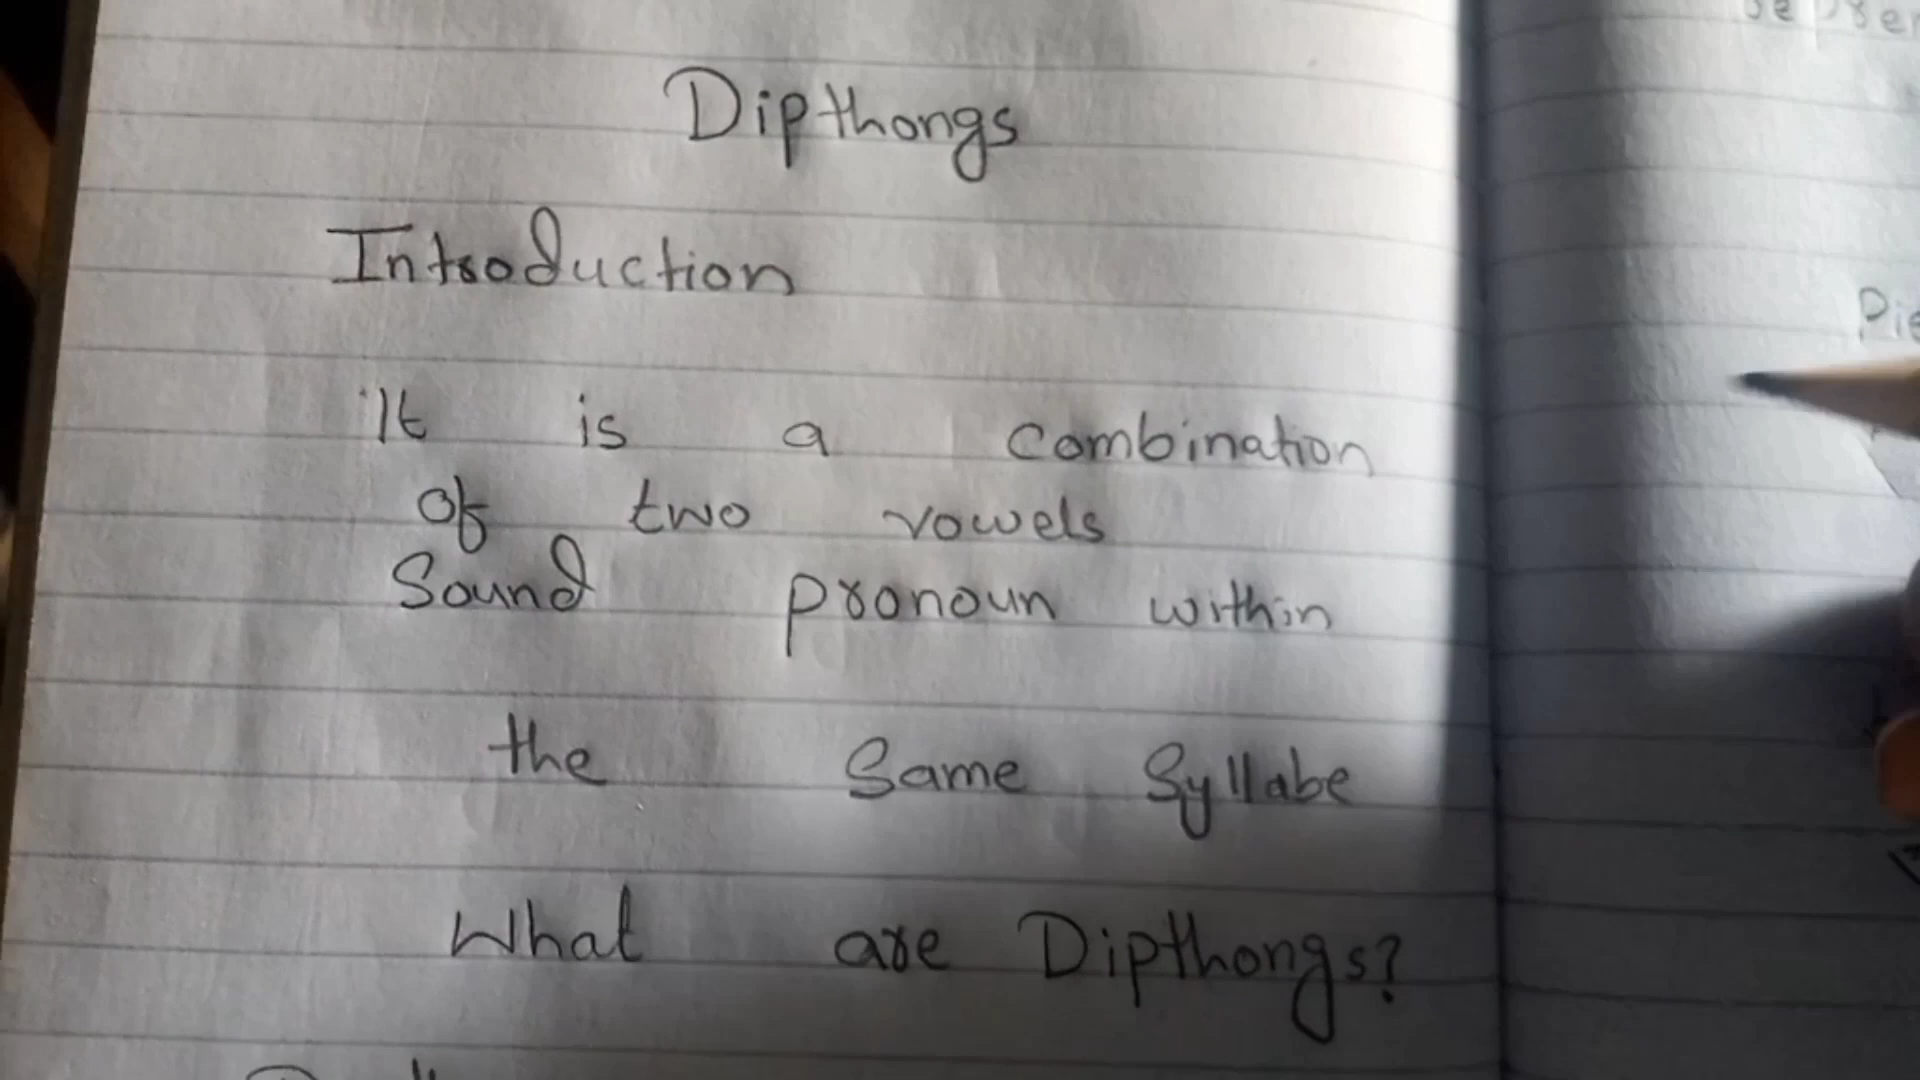 Dipthongs
Introduction
It is a combination
of two vowels
Sound pronoun within
the Same Syllabe
What are Dipthongs?